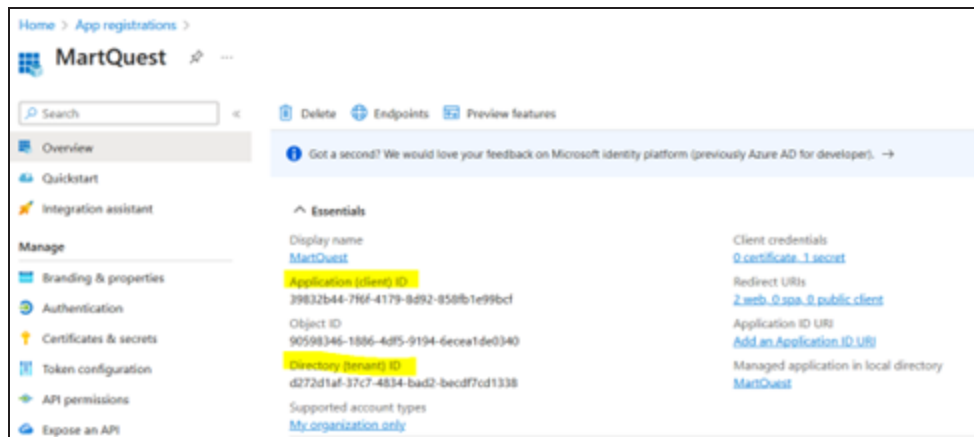 Home > App registrations >
MartQuest
Search
Delete Endpoints Preview features
Overview
Got a second? We would love your feedback on Microsoft identity platform (previously Azure AD for developer). →
Quickstart
Integration assistant
Essentials
Manage
Display name
MartQuest
Client credentials
0 certificate, 1 secret
Branding & properties
Application (client) ID
39832b44-7f6f-4179-8d92-858fb1e99bcf
Redirect URIs
2 web, 0 spa, 0 public client
Authentication
Object ID
90598346-1886-4df5-9194-6ecea1de0340
Application ID URI
Add an Application ID URI
Certificates & secrets
Token configuration
Directory (tenant) ID
d272d1af-37c7-4834-bad2-becdf7cd1338
Managed application in local directory
MartQuest
API permissions
Supported account types
My organization only
Expose an API